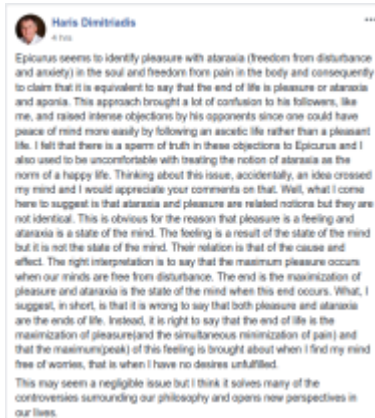 Haris Dimitriadis
4 hrs
Epicurus seems to identify pleasure with ataraxia (freedom from disturbance
and anxiety) in the soul and freedom from pain in the body and consequently
to claim that it is equivalent to say that the end of life is pleasure or ataraxia
and aponia. This approach brought a lot of confusion to his followers, like
me, and raised intense objections by his opponents since one could have
peace of mind more easily by following an ascetic life rather than a pleasant
life. I felt that there is a sperm of truth in these objections to Epicurus and I
also used to be uncomfortable with treating the notion of ataraxia as the
norm of a happy life. Thinking about this issue, accidentally, an idea crossed
my mind and I would appreciate your comments on that. Well, what I come
here to suggest is that ataraxia and pleasure are related notions but they are
not identical. This is obvious for the reason that pleasure is a feeling and
ataraxia is a state of the mind. The feeling is a result of the state of the mind
but it is not the state of the mind. Their relation is that of the cause and
effect. The right interpretation is to say that the maximum pleasure occurs
when our minds are free from disturbance. The end is the maximization of
pleasure and ataraxia is the state of the mind when this end occurs. What, I
suggest, in short, is that it is wrong to say that both pleasure and ataraxia
are the ends of life. Instead, it is right to say that the end of life is the
maximization of pleasure(and the simultaneous minimization of pain) and
that the maximum(peak) of this feeling is brought about when I find my mind
free of worries, that is when I have no desires unfulfilled.
This may seem a negligible issue but I think it solves many of the
controversies surrounding our philosophy and opens new perspectives in
our lives.